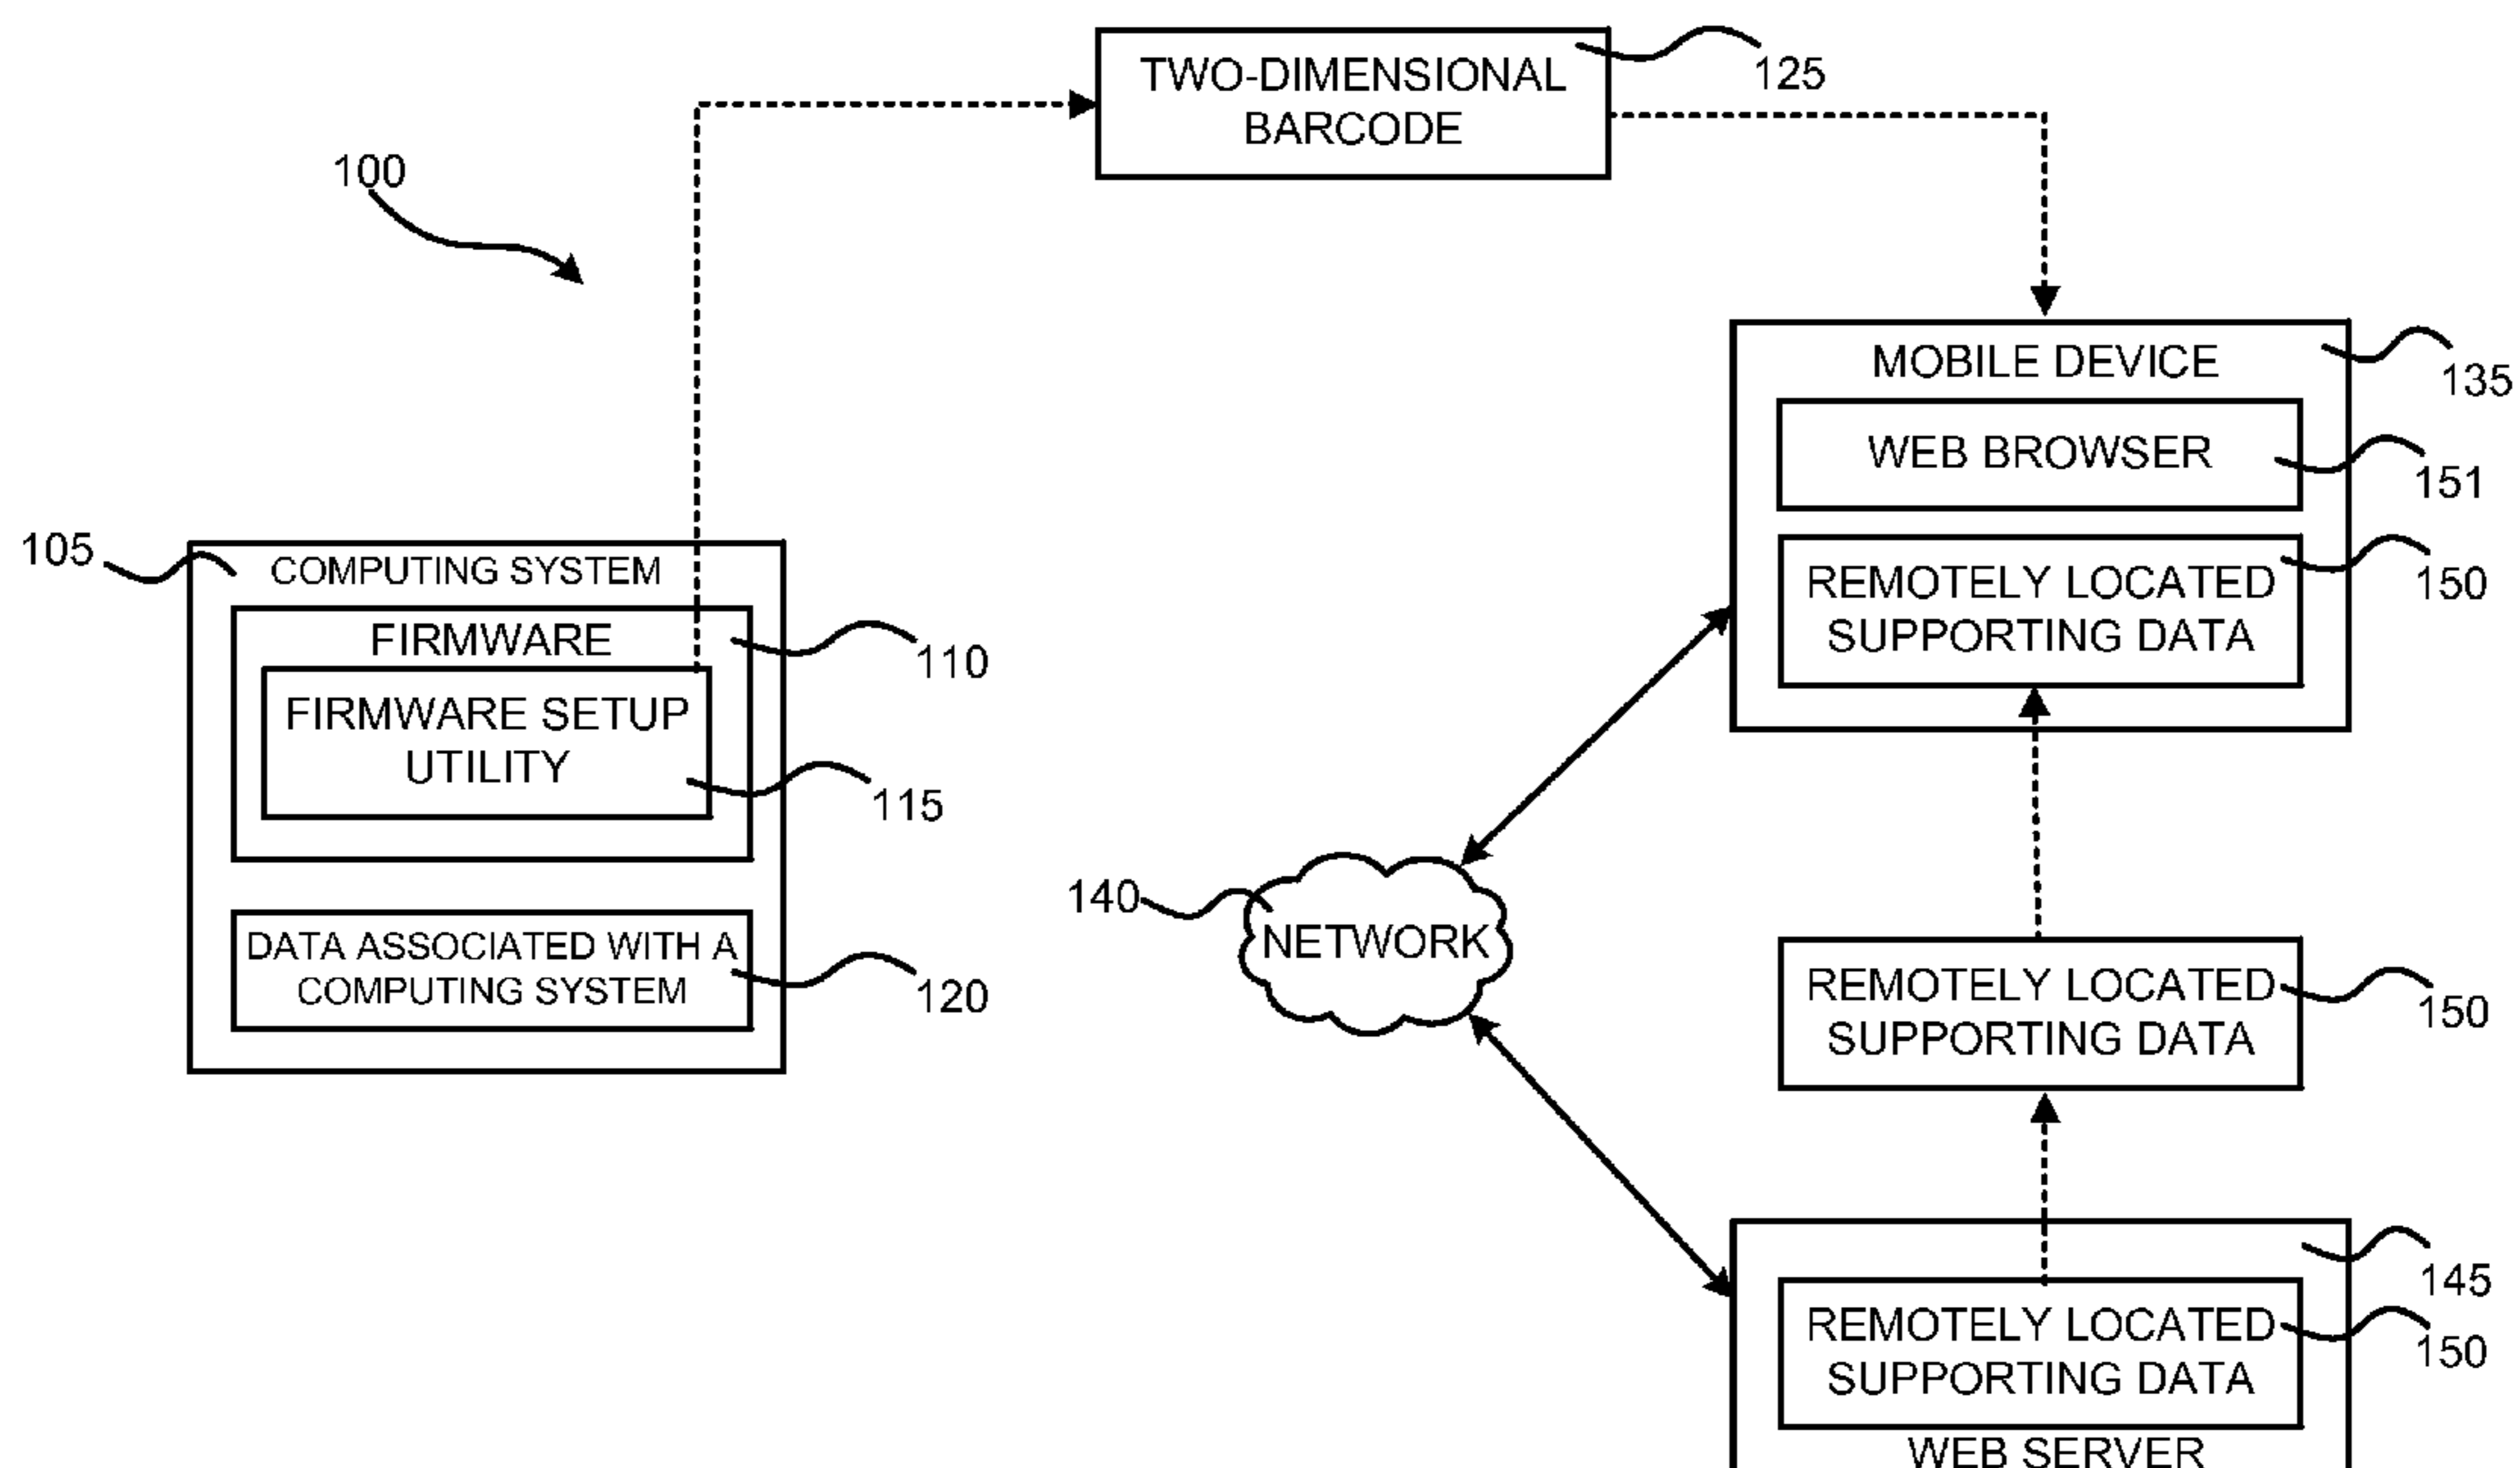 TWO-DIMENSIONAL
BARCODE
125
100
MOBILE DEVICE
135
WEB BROWSER
151
REMOTELY LOCATED
SUPPORTING DATA
150
105
COMPUTING SYSTEM
FIRMWARE
110
FIRMWARE SETUP
UTILITY
115
DATA ASSOCIATED WITH A
COMPUTING SYSTEM
120
140
NETWORK
REMOTELY LOCATED
SUPPORTING DATA
150
145
REMOTELY LOCATED
SUPPORTING DATA
150
WEB SERVER